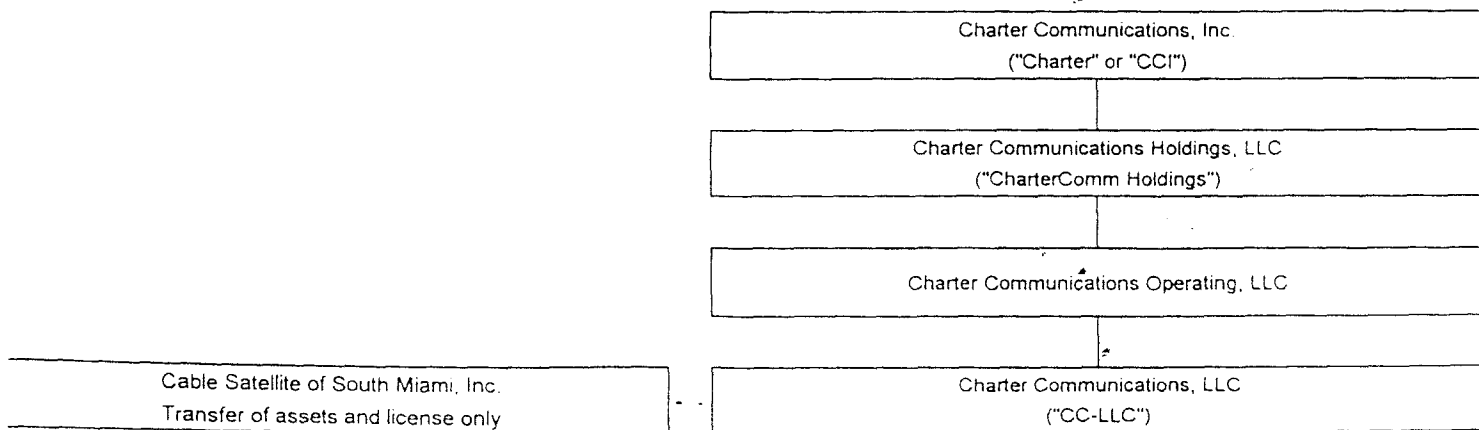 Charter Communications, Inc.
("Charter" or "CCI")
Charter Communications Holdings, LLC
("CharterComm Holdings")
Charter Communications Operating, LLC
Cable Satellite of South Miami, Inc.
Transfer of assets and license only
Charter Communications, LLC
("CC-LLC")